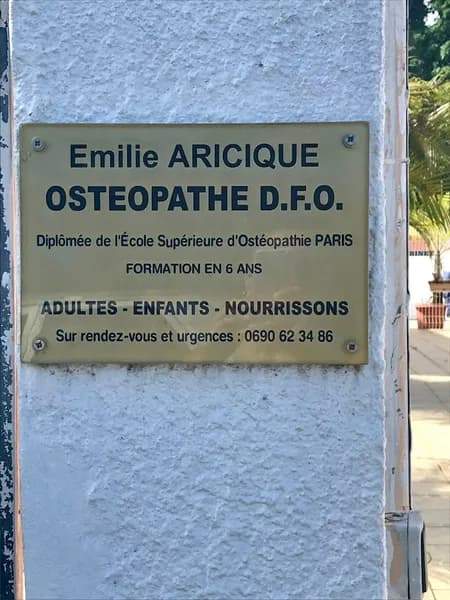 Emilie ARICIQUE
OSTEOPATHE D.F.O.
Diplômée de l'École Supérieure d'Ostéopathie PARIS
FORMATION EN 6 ANS
ADULTES - ENFANTS - NOURRISSONS
Sur rendez-vous et urgences : 0690 62 34 86